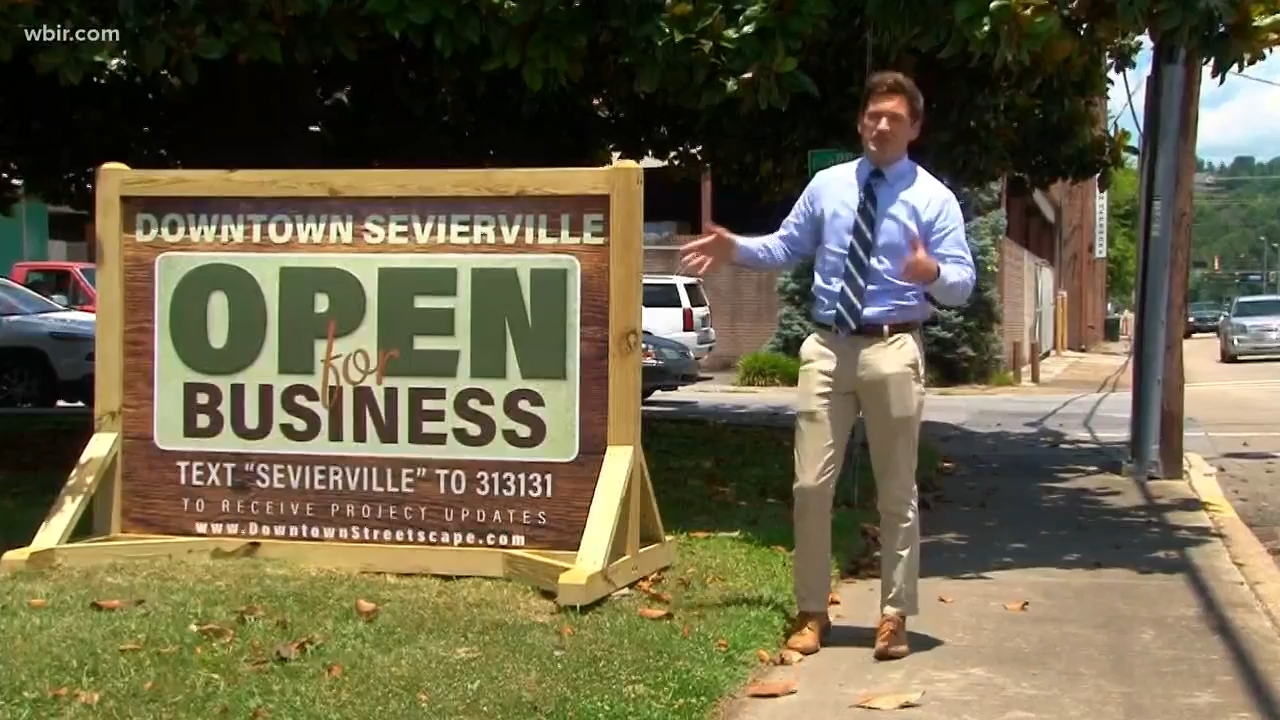 wbir.com
DOWNTOWN SEVIERVILLE
OPEN
for
BUSINESS
TEXT "SEVIERVILLE" TO 313131
TO RECEIVE PROJECT UPDATES
www.DowntownStreetscape.com